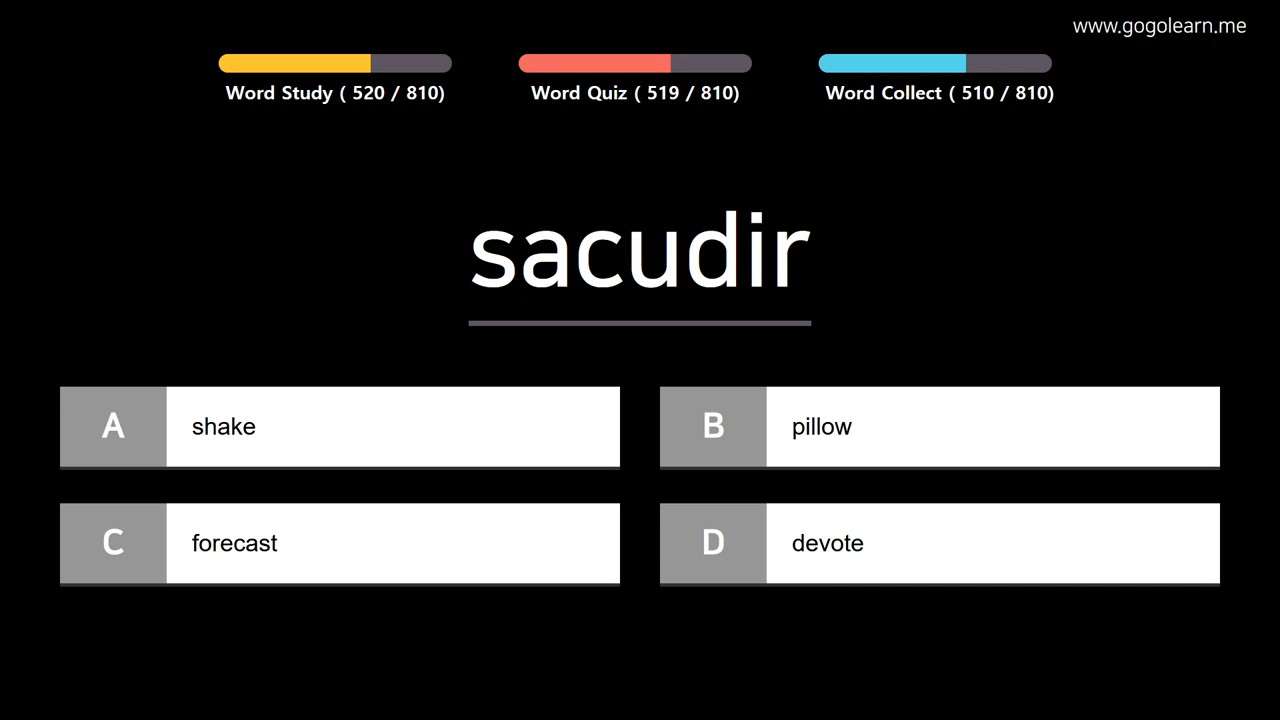 www.gogolearn.me
Word Study ( 520 / 810)
Word Quiz ( 519 / 810)
Word Collect ( 510 / 810)
sacudir
A shake
B pillow
C forecast
D devote